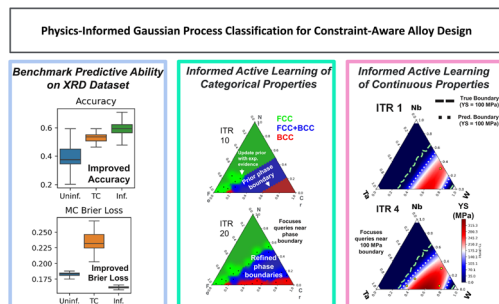 Physics-Informed Gaussian Process Classification for Constraint-Aware Alloy Design
Benchmark Predictive Ability
on XRD Dataset
Accuracy
0.6
0.4
0.2
Improved
Accuracy
Uninf. TC Inf.
MC Brier Loss
0.250
0.225
0.200
0.175
Improved
Brier Loss
Uninf. TC Inf.
Informed Active Learning of
Categorical Properties
ITR
10
FCC
FCC+BCC
BCC
Update prior
with exp.
evidence
Prior phase
boundary
ITR
20
Focuses
queries near
phase
boundary
Refined
phase
boundaries
Informed Active Learning
of Continuous Properties
ITR 1
Nb
True Boundary
(YS = 100 MPa)
Pred. Boundary
(YS = 100 MPa)
W
ITR 4
Focuses
queries near
100 MPa
boundary
YS
(MPa)
W